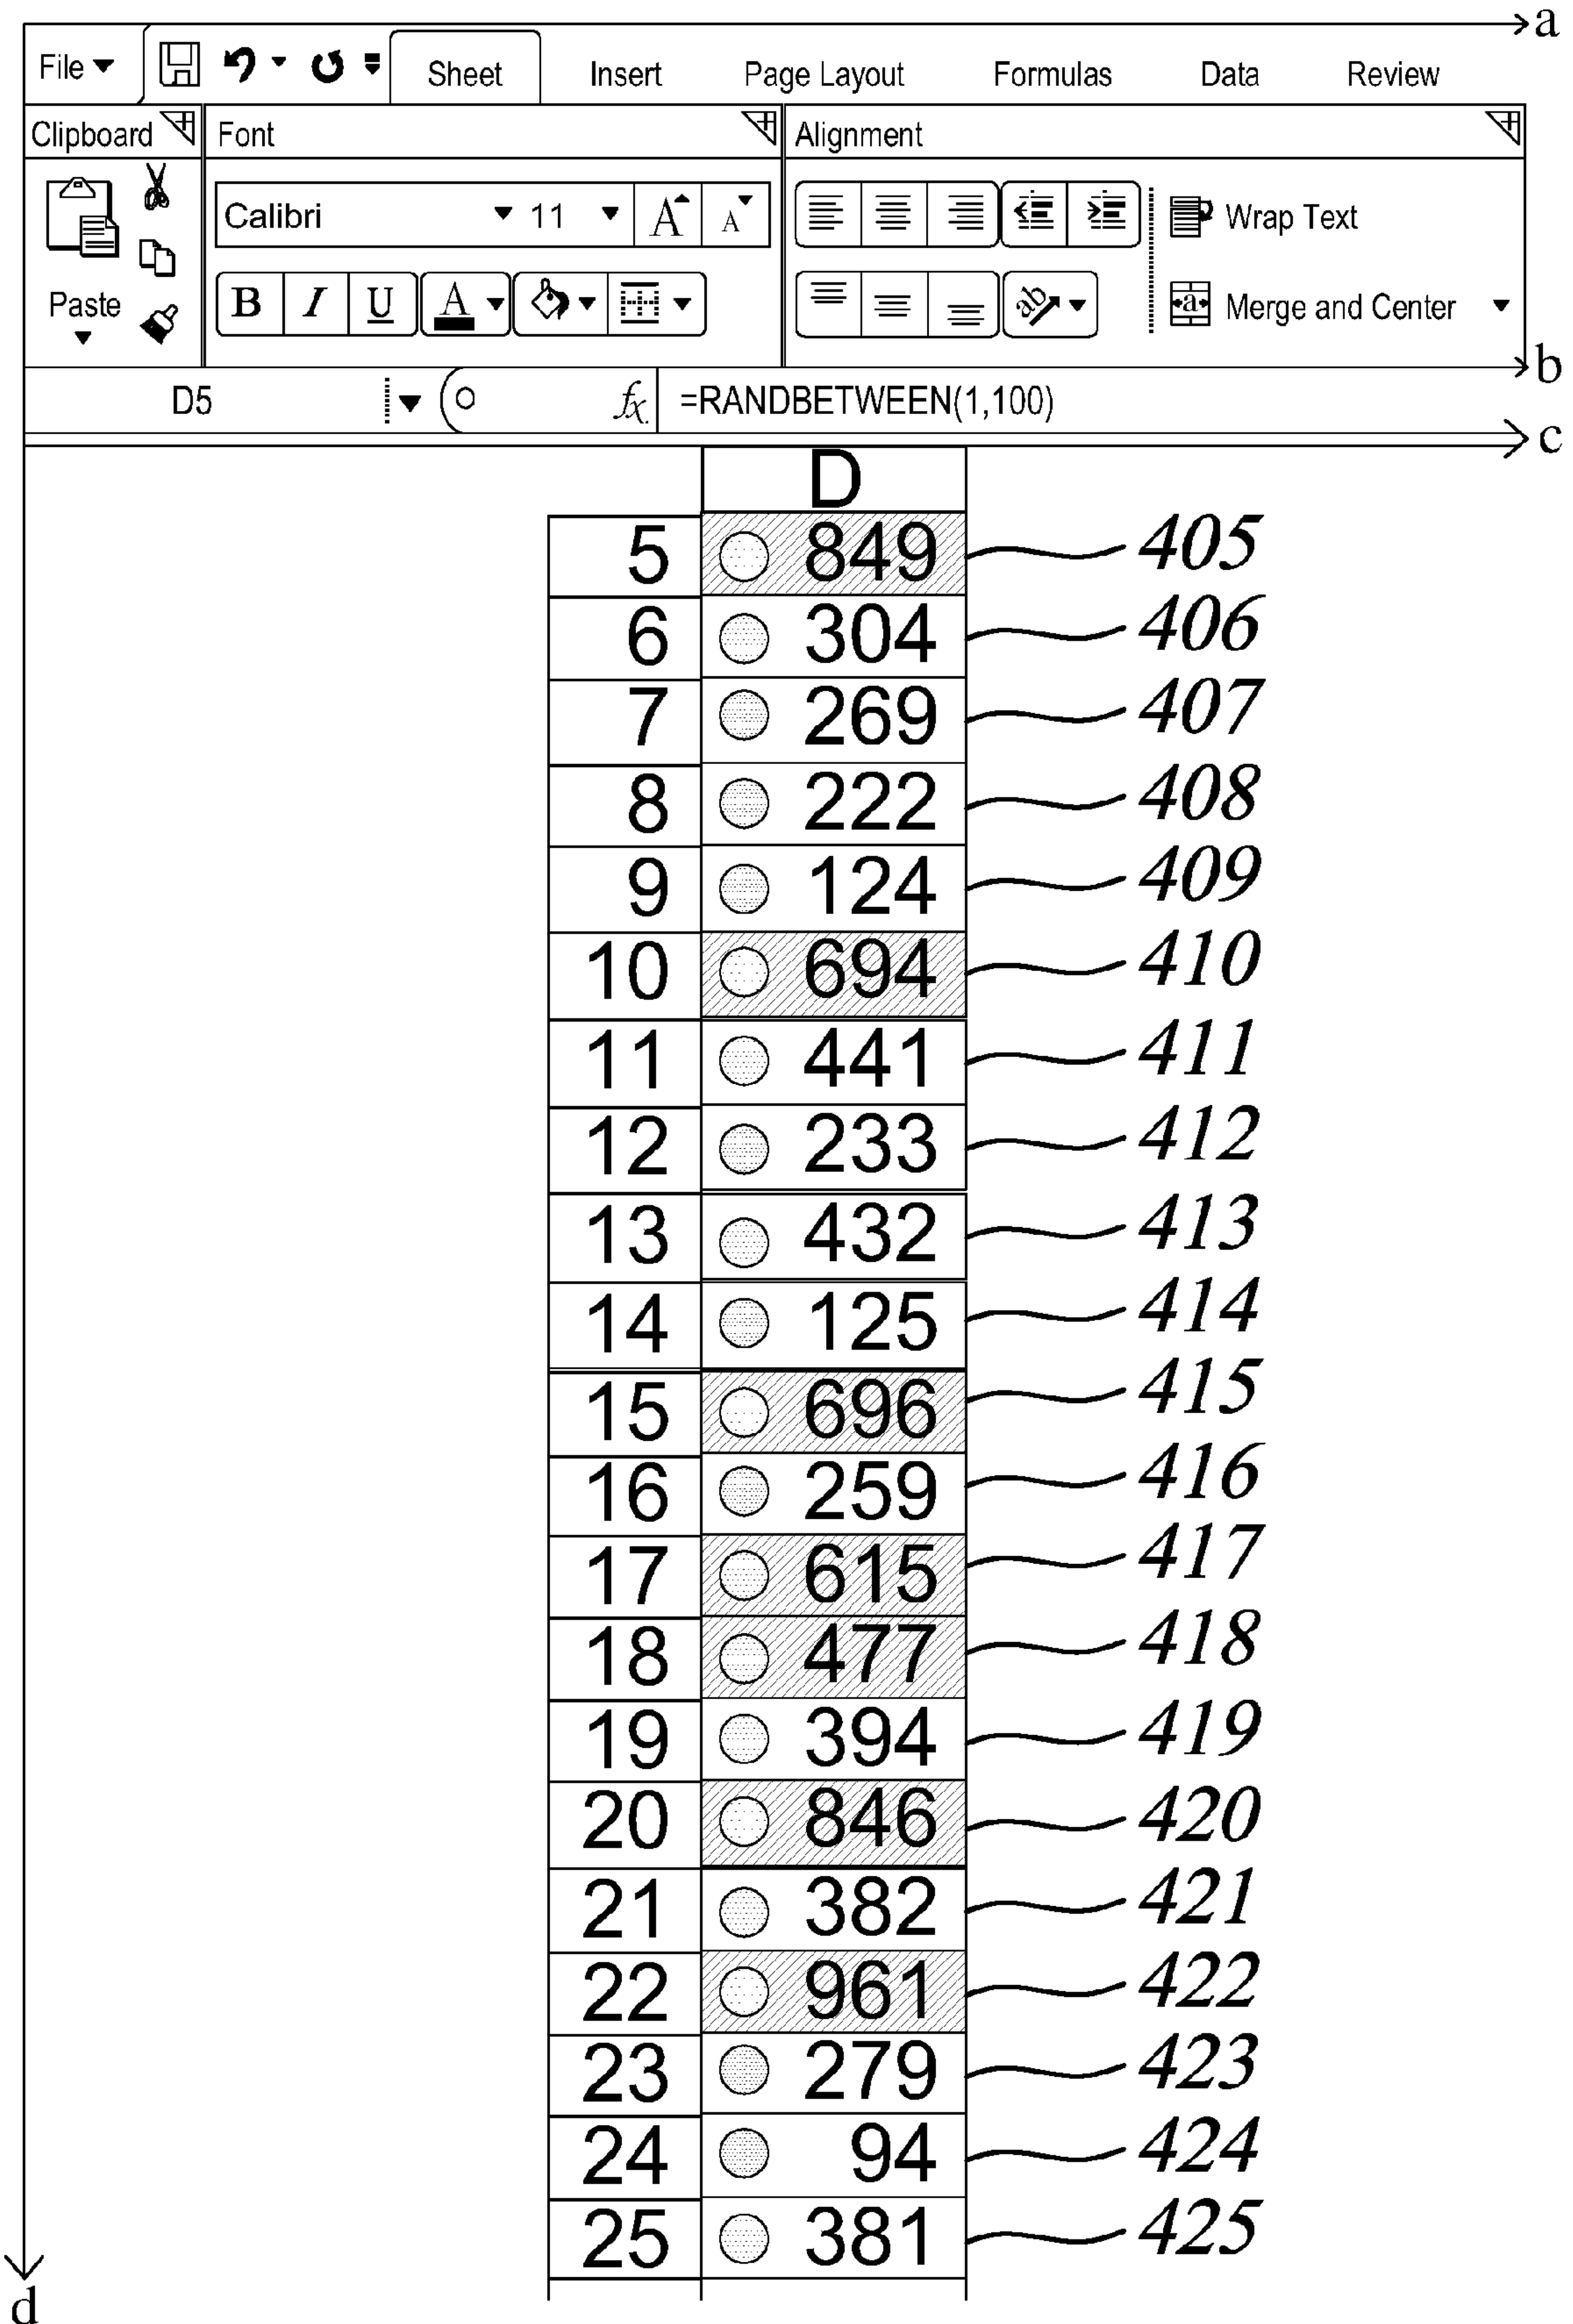 a
File Sheet Insert Page Layout Formulas Data Review
Clipboard Font Alignment
Calibri 11 A A Wrap Text
Paste B I U A ab a Merge and Center
b
D5 fx =RANDBETWEEN(1,100)
c
D
5 849 405
6 304 406
7 269 407
8 222 408
9 124 409
10 694 410
11 441 411
12 233 412
13 432 413
14 125 414
15 696 415
16 259 416
17 615 417
18 477 418
19 394 419
20 846 420
21 382 421
22 961 422
23 279 423
24 94 424
25 381 425
d